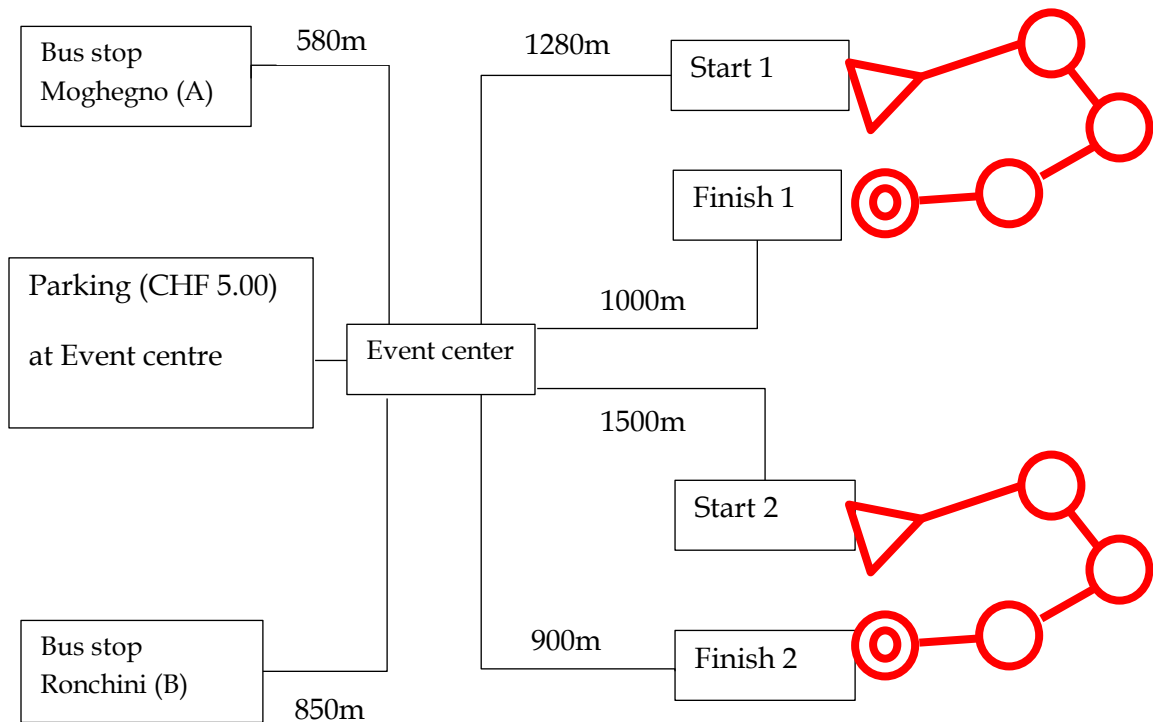 Bus stop
Moghegno (A)
580m
1280m
Start 1
Finish 1
Parking (CHF 5.00)
at Event centre
1000m
Event center
1500m
Start 2
Bus stop
Ronchini (B)
850m
900m
Finish 2